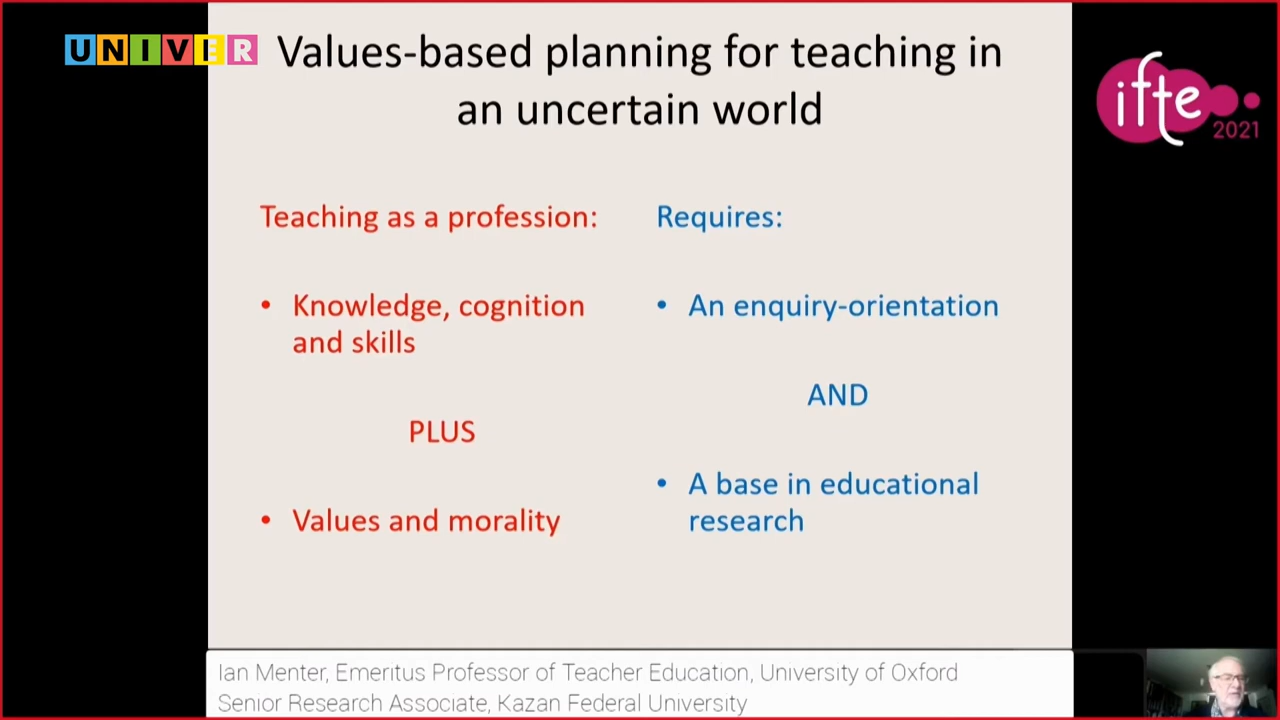 UNIVER
Values-based planning for teaching in
an uncertain world
ifte
2021
Teaching as a profession:
• Knowledge, cognition
and skills
PLUS
• Values and morality
Requires:
• An enquiry-orientation
AND
• A base in educational
research
Ian Menter, Emeritus Professor of Teacher Education, University of Oxford
Senior Research Associate, Kazan Federal University